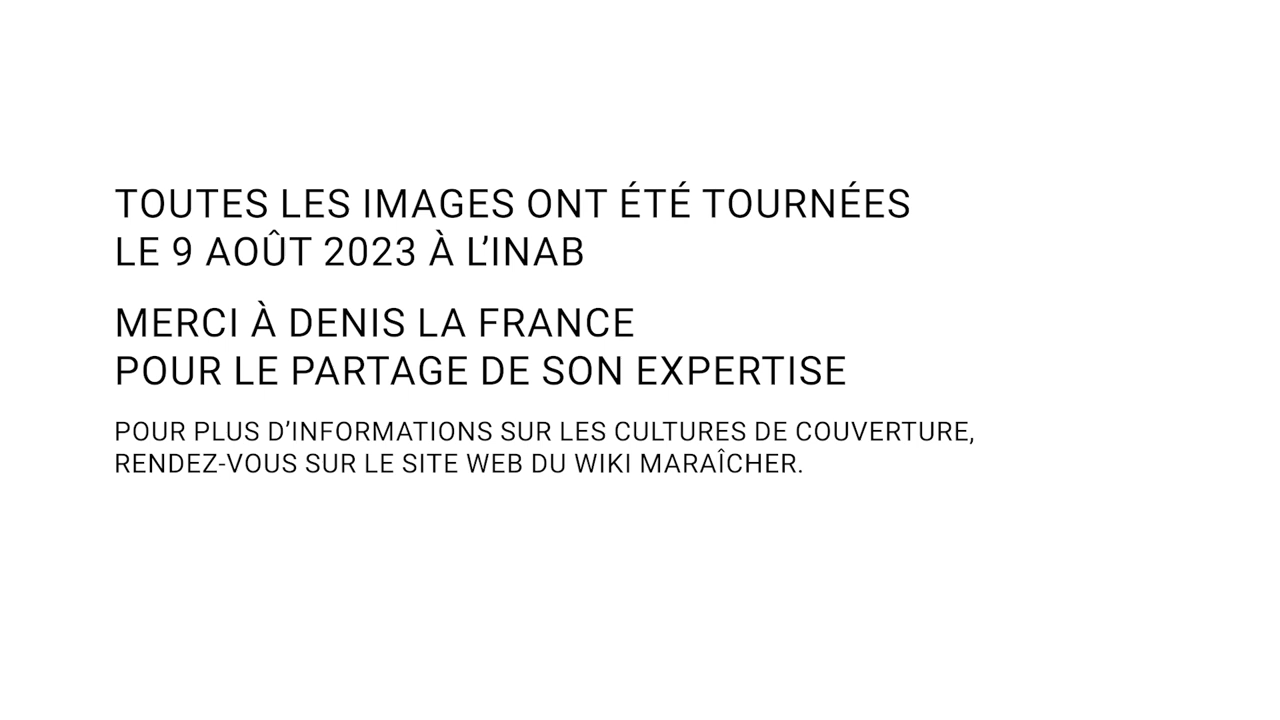 TOUTES LES IMAGES ONT ÉTÉ TOURNÉES
LE 9 AOÛT 2023 À L’INAB
MERCI À DENIS LA FRANCE
POUR LE PARTAGE DE SON EXPERTISE
POUR PLUS D’INFORMATIONS SUR LES CULTURES DE COUVERTURE,
RENDEZ-VOUS SUR LE SITE WEB DU WIKI MARAÎCHER.